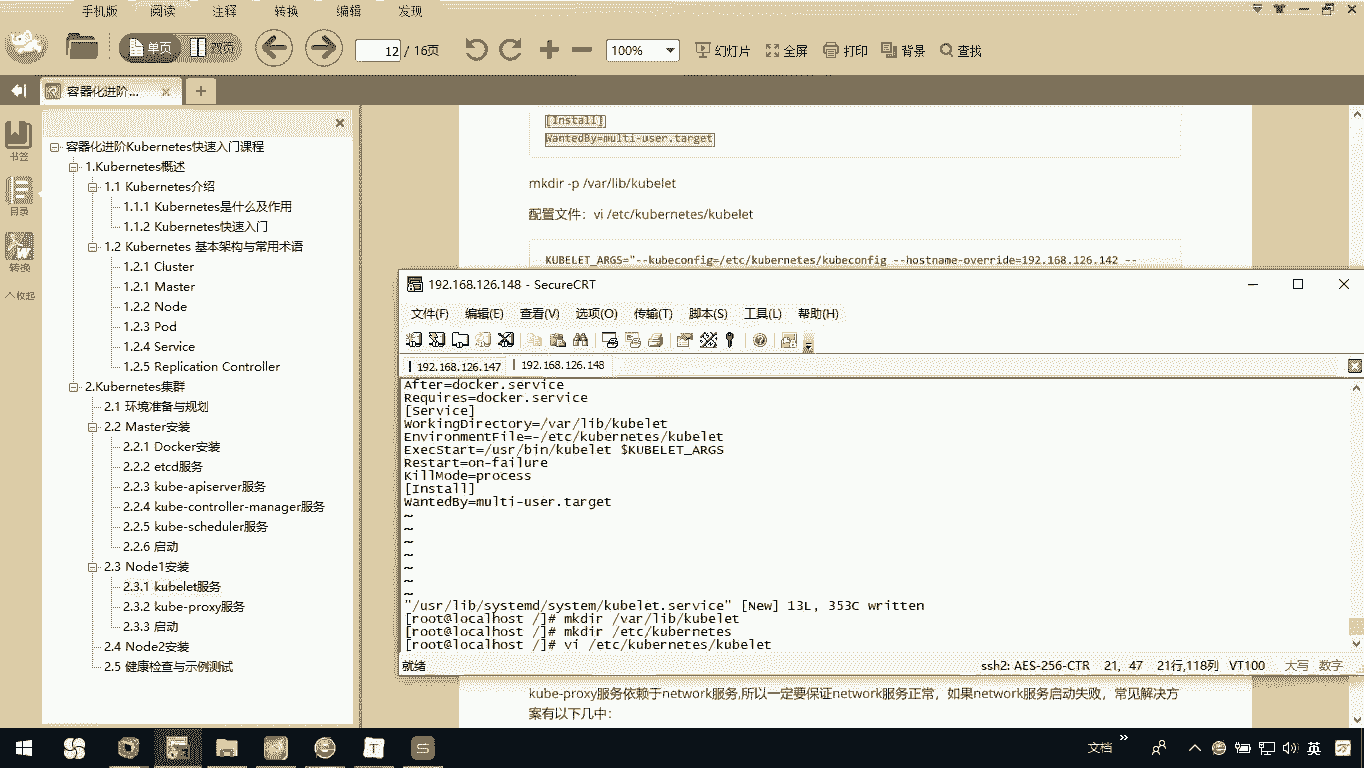 手机版 阅读 注释 转换 编辑 发现
单页 双页 12 / 16页 100% 幻灯片 全屏 打印 背景 查找
容器化进阶...
书签
目录
转换
收起
容器化进阶Kubernetes快速入门课程
1.Kubernetes概述
1.1 Kubernetes介绍
1.1.1 Kubernetes是什么及作用
1.1.2 Kubernetes快速入门
1.2 Kubernetes 基本架构与常用术语
1.2.1 Cluster
1.2.1 Master
1.2.2 Node
1.2.3 Pod
1.2.4 Service
1.2.5 Replication Controller
2.Kubernetes集群
2.1 环境准备与规划
2.2 Master安装
2.2.1 Docker安装
2.2.2 etcd服务
2.2.3 kube-apiserver服务
2.2.4 kube-controller-manager服务
2.2.5 kube-scheduler服务
2.2.6 启动
2.3 Node1安装
2.3.1 kubelet服务
2.3.2 kube-proxy服务
2.3.3 启动
2.4 Node2安装
2.5 健康检查与示例测试
[Install]
WantedBy=multi-user.target
mkdir -p /var/lib/kubelet
配置文件：vi /etc/kubernetes/kubelet
KUBELET_ARGS="--kubeconfig=/etc/kubernetes/kubeconfig --hostname-override=192.168.126.142 --
192.168.126.148 - SecureCRT
文件(F) 编辑(E) 查看(V) 选项(O) 传输(T) 脚本(S) 工具(L) 帮助(H)
192.168.126.147 192.168.126.148
After=docker.service
Requires=docker.service
[Service]
WorkingDirectory=/var/lib/kubelet
EnvironmentFile=-/etc/kubernetes/kubelet
ExecStart=/usr/bin/kubelet $KUBELET_ARGS
Restart=on-failure
KillMode=process
[Install]
WantedBy=multi-user.target
~
~
~
~
~
~
~
"/usr/lib/systemd/system/kubelet.service" [New] 13L, 353C written
[root@localhost /]# mkdir /var/lib/kubelet
[root@localhost /]# mkdir /etc/kubernetes
[root@localhost /]# vi /etc/kubernetes/kubelet
就绪 ssh2: AES-256-CTR 21, 47 21行,118列 VT100 大写 数字
kube-proxy服务依赖于network服务,所以一定要保证network服务正常，如果network服务启动失败，常见解决方
案有以下几中：
文档 英